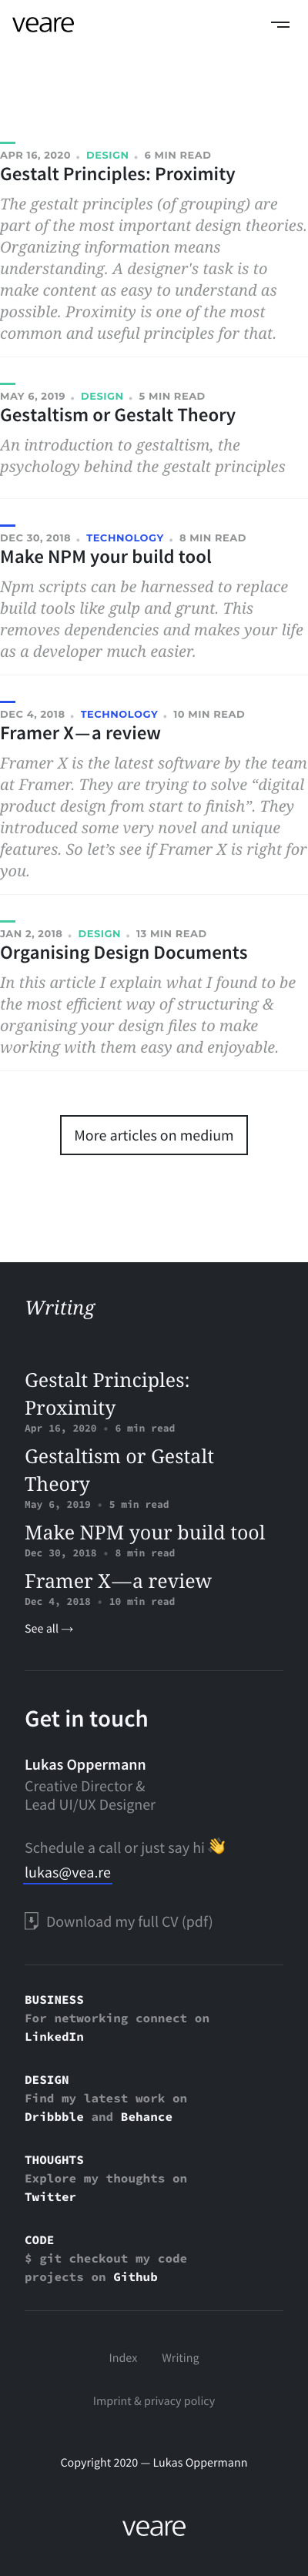 veare
APR 16, 2020 • DESIGN • 6 MIN READ
Gestalt Principles: Proximity
The gestalt principles (of grouping) are
part of the most important design theories.
Organizing information means
understanding. A designer's task is to
make content as easy to understand as
possible. Proximity is one of the most
common and useful principles for that.
MAY 6, 2019 • DESIGN • 5 MIN READ
Gestaltism or Gestalt Theory
An introduction to gestaltism, the
psychology behind the gestalt principles
DEC 30, 2018 • TECHNOLOGY • 8 MIN READ
Make NPM your build tool
Npm scripts can be harnessed to replace
build tools like gulp and grunt. This
removes dependencies and makes your life
as a developer much easier.
DEC 4, 2018 • TECHNOLOGY • 10 MIN READ
Framer X—a review
Framer X is the latest software by the team
at Framer. They are trying to solve “digital
product design from start to finish”. They
introduced some very novel and unique
features. So let’s see if Framer X is right for
you.
JAN 2, 2018 • DESIGN • 13 MIN READ
Organising Design Documents
In this article I explain what I found to be
the most efficient way of structuring &
organising your design files to make
working with them easy and enjoyable.
More articles on medium
Writing
Gestalt Principles:
Proximity
Apr 16, 2020 • 6 min read
Gestaltism or Gestalt
Theory
May 6, 2019 • 5 min read
Make NPM your build tool
Dec 30, 2018 • 8 min read
Framer X—a review
Dec 4, 2018 • 10 min read
See all →
Get in touch
Lukas Oppermann
Creative Director &
Lead UI/UX Designer
Schedule a call or just say hi 👋
lukas@vea.re
Download my full CV (pdf)
BUSINESS
For networking connect on
LinkedIn
DESIGN
Find my latest work on
Dribbble and Behance
THOUGHTS
Explore my thoughts on
Twitter
CODE
$ git checkout my code
projects on Github
Index Writing
Imprint & privacy policy
Copyright 2020 — Lukas Oppermann
veare